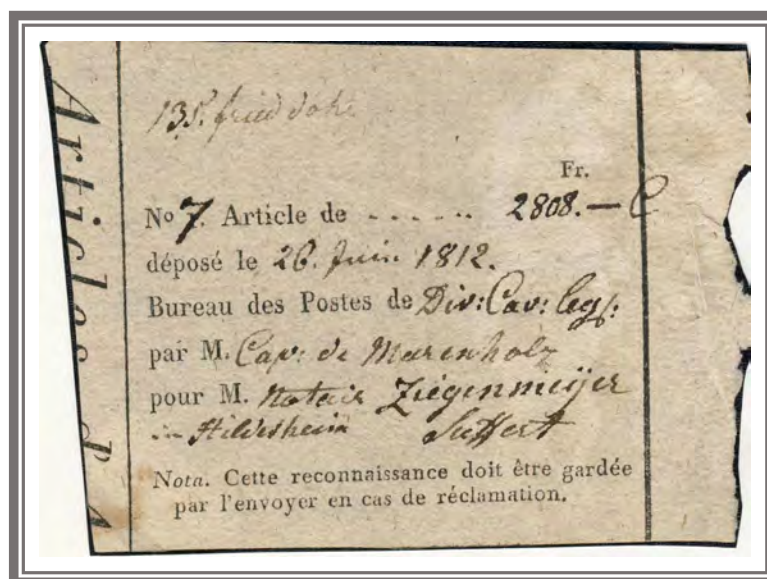 Articles d
Fr.
No 7. Article de - - - - - - 2808.— C
déposé le 26. Juin 1812.
Bureau des Postes de Div: Cav: leg:
par M. Cap: de Marenholz
pour M. Notair Ziegenmeijer
in Hildesheim Suffert
Nota. Cette reconnaissance doit être gardée
par l'envoyer en cas de réclamation.